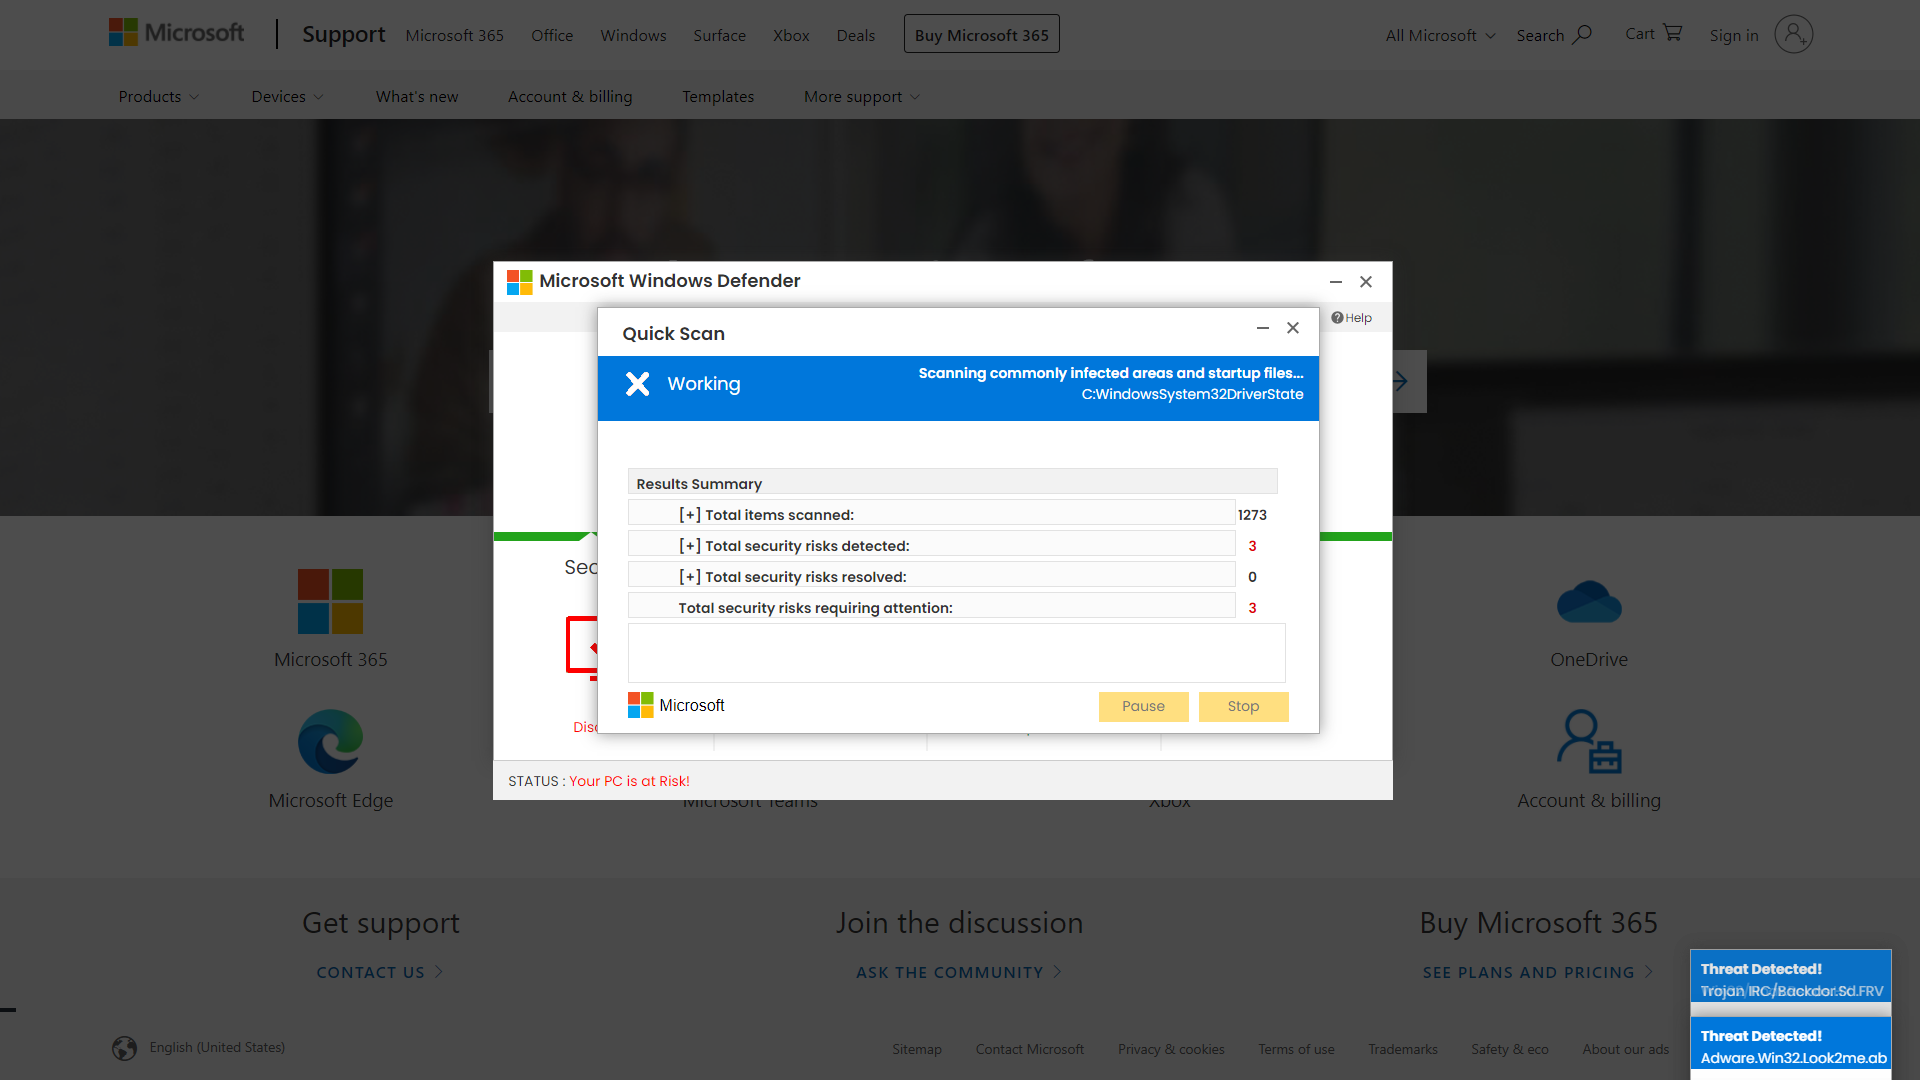 Microsoft
Support
Microsoft 365
Office
Windows
Surface
Xbox
Deals
Buy Microsoft 365
All Microsoft
Search
Cart
Sign in
Products
Devices
What's new
Account & billing
Templates
More support
Microsoft Windows Defender
Help
Quick Scan
Working
Scanning commonly infected areas and startup files...
C:WindowsSystem32DriverState
Results Summary
[+] Total items scanned: 1273
[+] Total security risks detected: 3
[+] Total security risks resolved: 0
Total security risks requiring attention: 3
Microsoft
Pause
Stop
Sec
Disc
STATUS : Your PC is at Risk!
Microsoft 365
OneDrive
Microsoft Edge
Microsoft Teams
Xbox
Account & billing
Get support
CONTACT US
Join the discussion
ASK THE COMMUNITY
Buy Microsoft 365
SEE PLANS AND PRICING
Threat Detected!
Threat Detected!
Adware.Win32.Look2me.ab
English (United States)
Sitemap
Contact Microsoft
Privacy & cookies
Terms of use
Trademarks
Safety & eco
About our ads